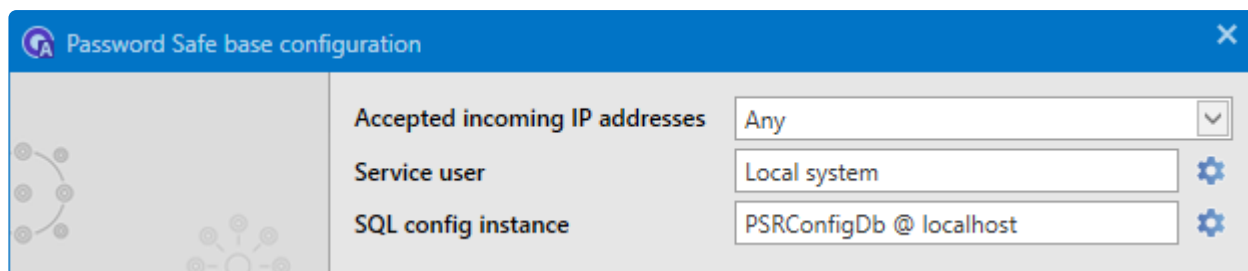 Password Safe base configuration
Accepted incoming IP addresses Any
Service user Local system
SQL config instance PSRConfigDb @ localhost